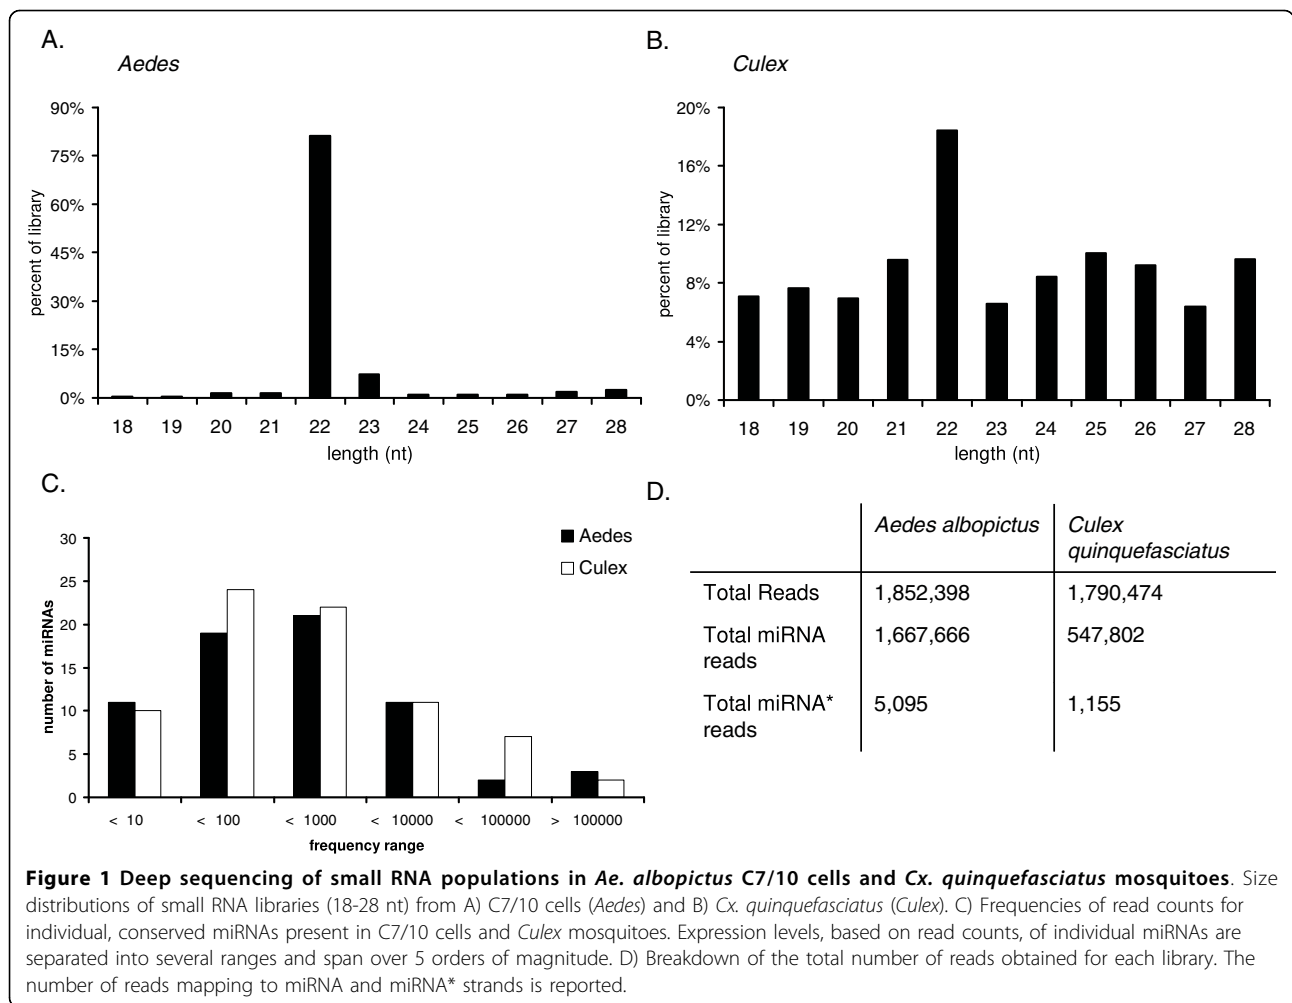 A.
Aedes
90%
75%
60%
45%
30%
15%
0%
percent of library
18 19 20 21 22 23 24 25 26 27 28
length (nt)
B.
Culex
20%
16%
12%
8%
4%
0%
percent of library
18 19 20 21 22 23 24 25 26 27 28
length (nt)
C.
30
25
20
15
10
5
0
number of miRNAs
Aedes
Culex
< 10 < 100 < 1000 < 10000 < 100000 > 100000
frequency range
D.
Aedes albopictus Culex
quinquefasciatus
Total Reads 1,852,398 1,790,474
Total miRNA 1,667,666 547,802
reads
Total miRNA* 5,095 1,155
reads
Figure 1 Deep sequencing of small RNA populations in Ae. albopictus C7/10 cells and Cx. quinquefasciatus mosquitoes. Size
distributions of small RNA libraries (18-28 nt) from A) C7/10 cells (Aedes) and B) Cx. quinquefasciatus (Culex). C) Frequencies of read counts for
individual, conserved miRNAs present in C7/10 cells and Culex mosquitoes. Expression levels, based on read counts, of individual miRNAs are
separated into several ranges and span over 5 orders of magnitude. D) Breakdown of the total number of reads obtained for each library. The
number of reads mapping to miRNA and miRNA* strands is reported.